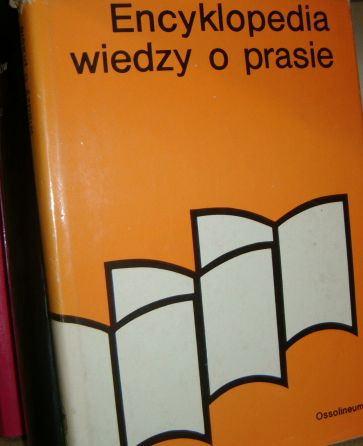 Encyklopedia
wiedzy o prasie
Ossolineum